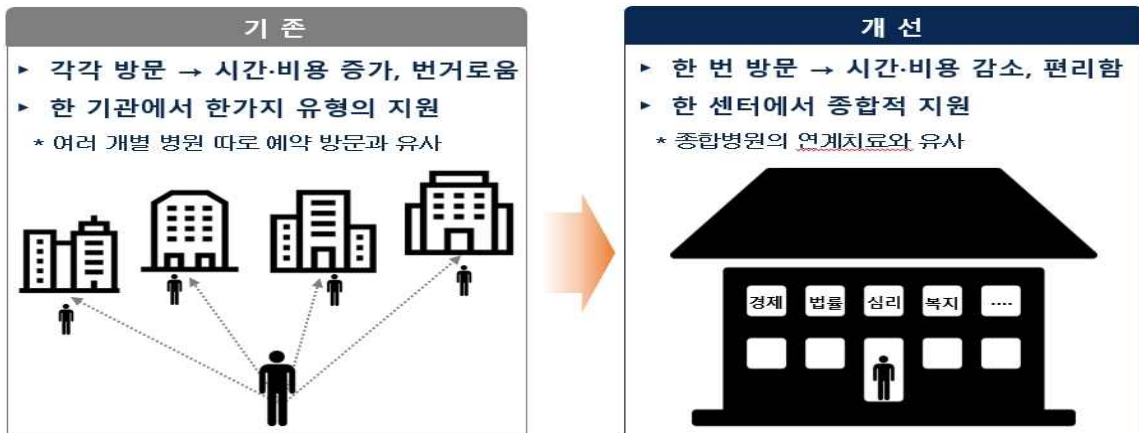 기 존
▸ 각각 방문 → 시간·비용 증가, 번거로움
▸ 한 기관에서 한가지 유형의 지원
* 여러 개별 병원 따로 예약 방문과 유사
개 선
▸ 한 번 방문 → 시간·비용 감소, 편리함
▸ 한 센터에서 종합적 지원
* 종합병원의 연계치료와 유사
경제 법률 심리 복지 ....